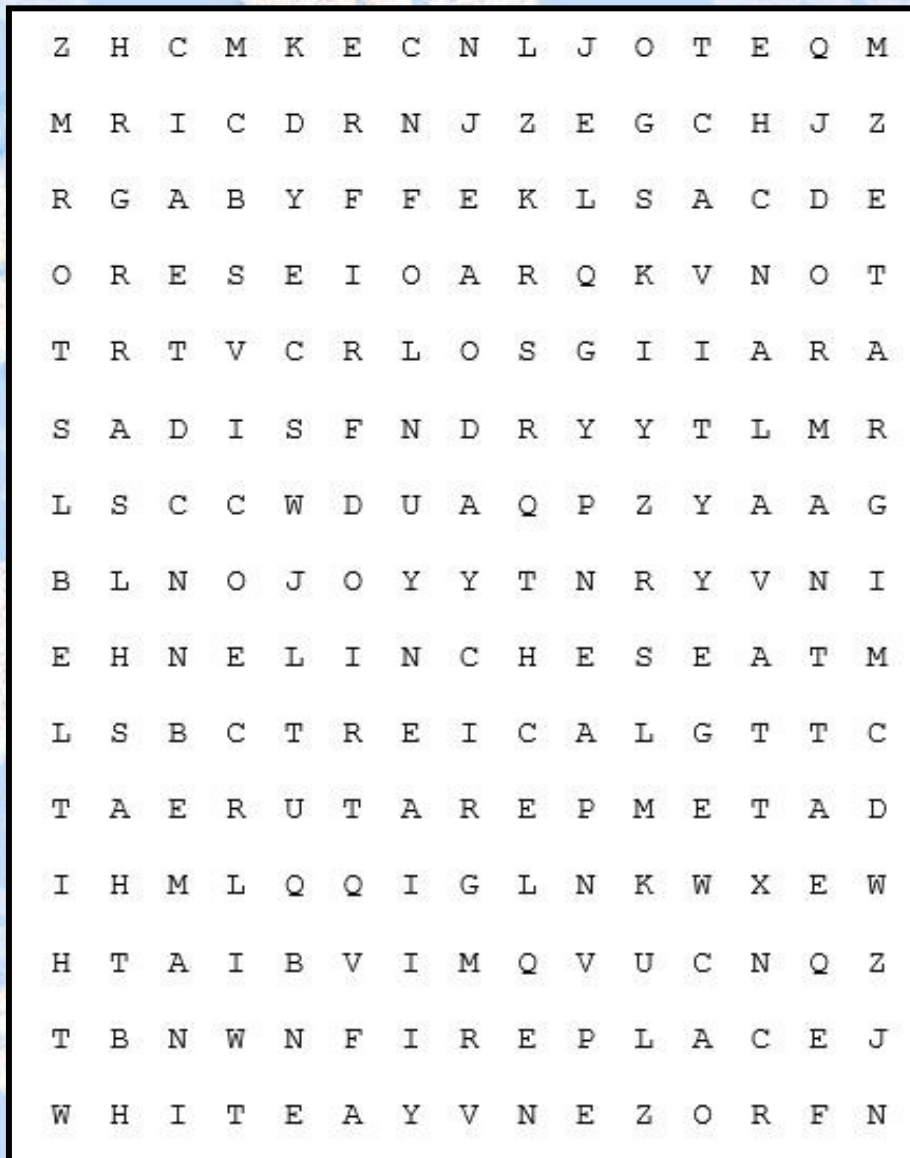 Z H C M K E C N L J O T E Q M
M R I C D R N J Z E G C H J Z
R G A B Y F F E K L S A C D E
O R E S E I O A R Q K V N O T
T R T V C R L O S G I I A R A
S A D I S F N D R Y Y T L M R
L S C C W D U A Q P Z Y A A G
B L N O J O Y Y T N R Y V N I
E H N E L I N C H E S E A T M
L S B C T R E I C A L G T T C
T A E R U T A R E P M E T A D
I H M L Q Q I G L N K W X E W
H T A I B V I M Q V U C N Q Z
T B N W N F I R E P L A C E J
W H I T E A Y V N E Z O R F N